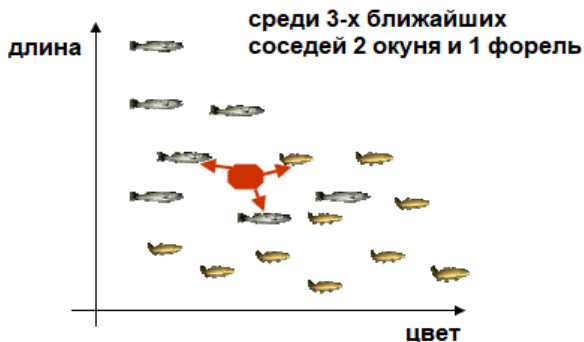 среди 3-х ближайших
соседей 2 окуня и 1 форель
длина
цвет